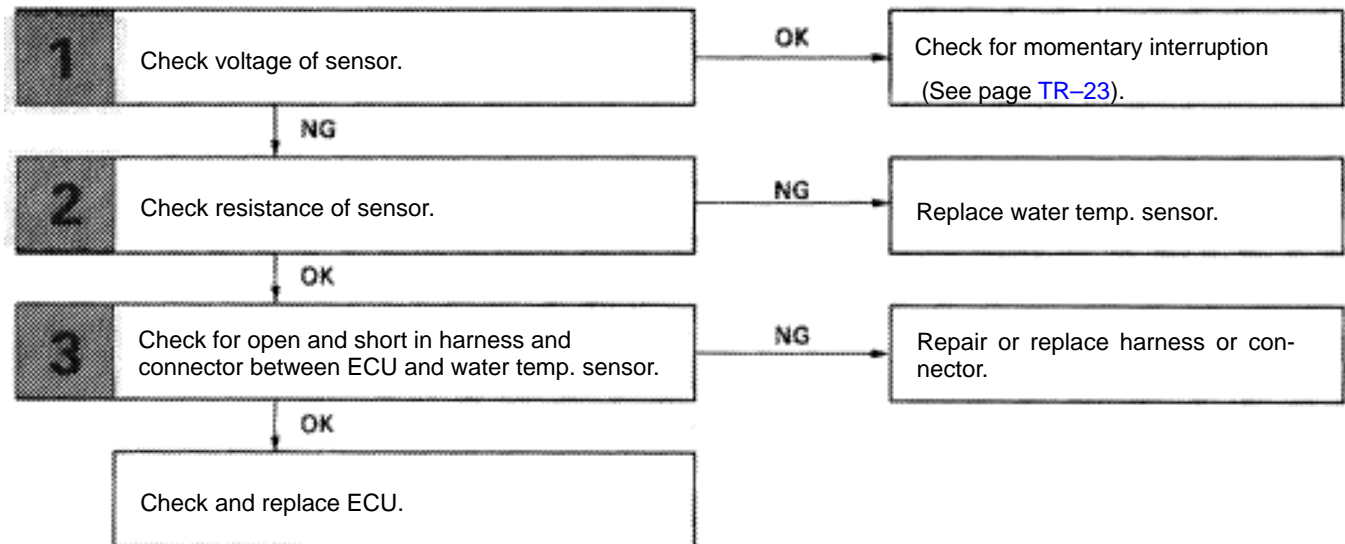 1
Check voltage of sensor.
OK
Check for momentary interruption
(See page TR–23).
NG
2
Check resistance of sensor.
NG
Replace water temp. sensor.
OK
3
Check for open and short in harness and
connector between ECU and water temp. sensor.
NG
Repair or replace harness or con-
nector.
OK
Check and replace ECU.